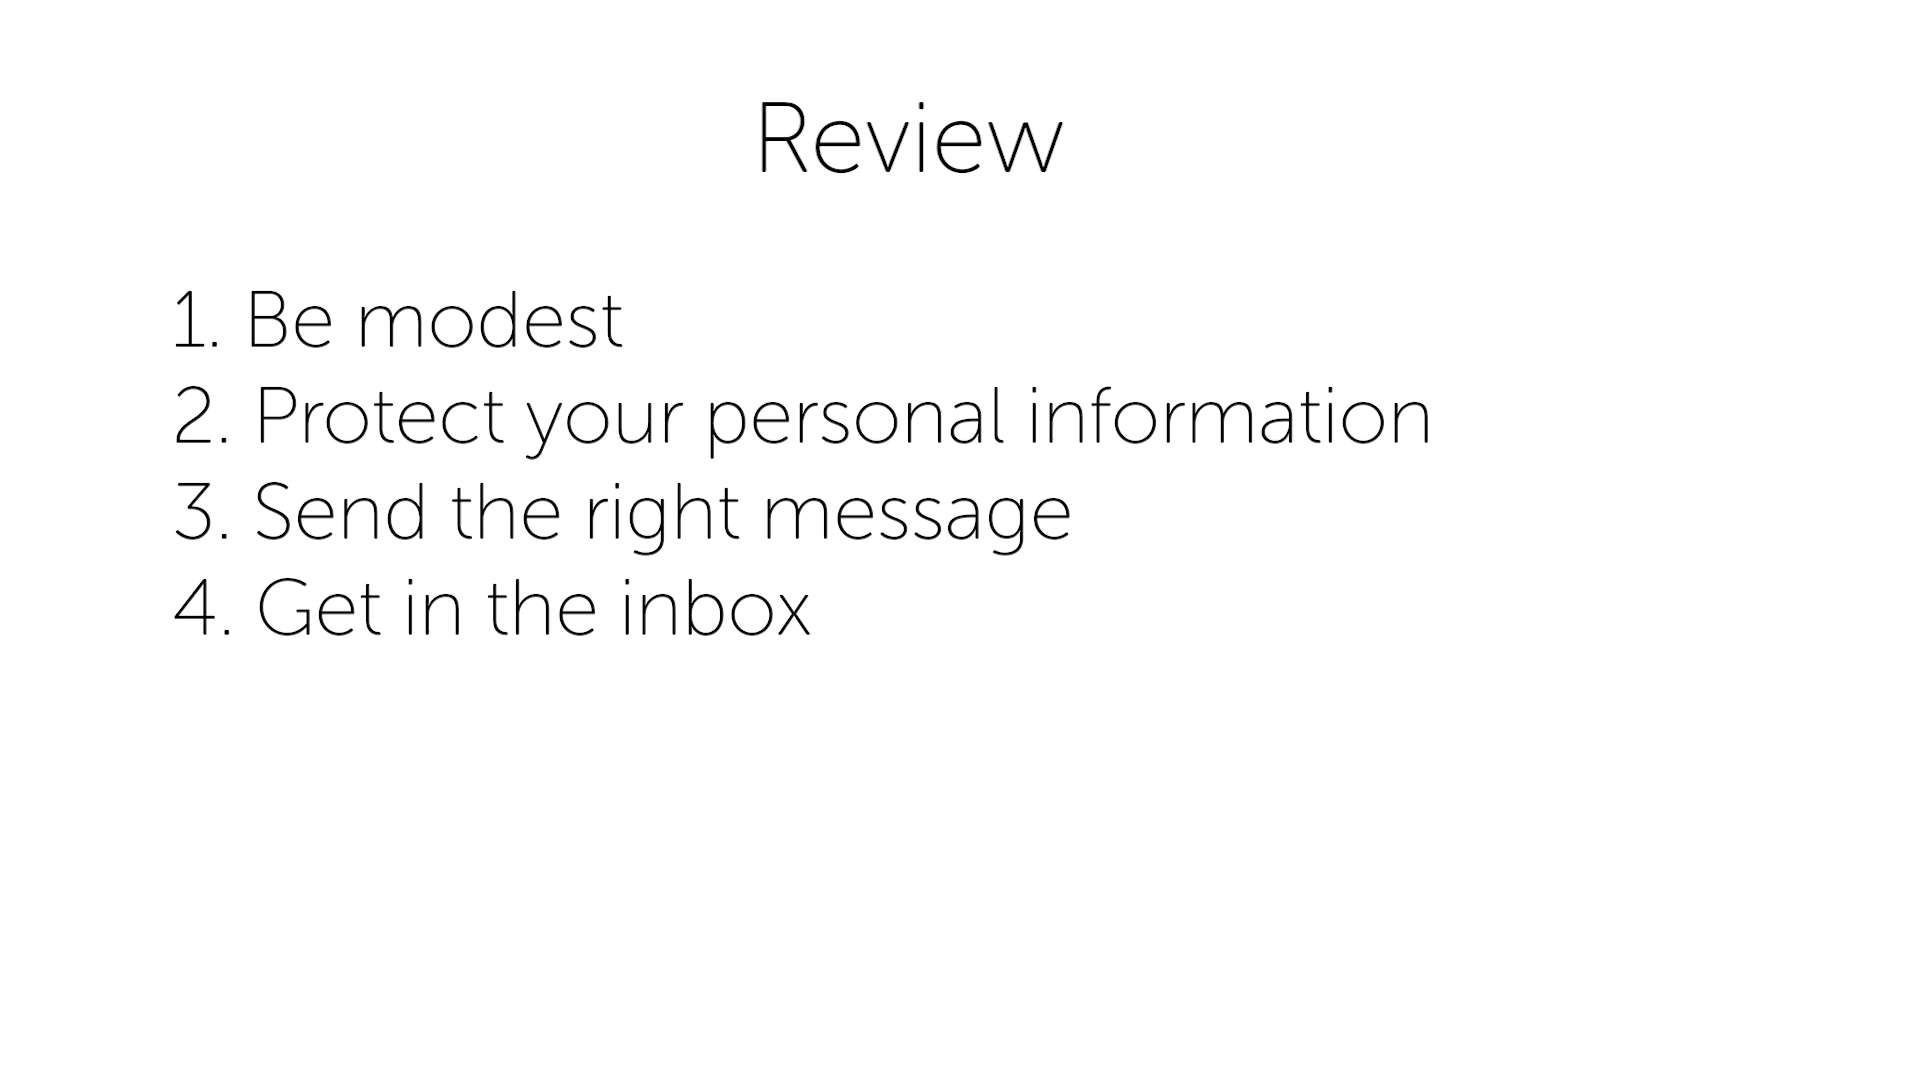 Review
1. Be modest
2. Protect your personal information
3. Send the right message
4. Get in the inbox